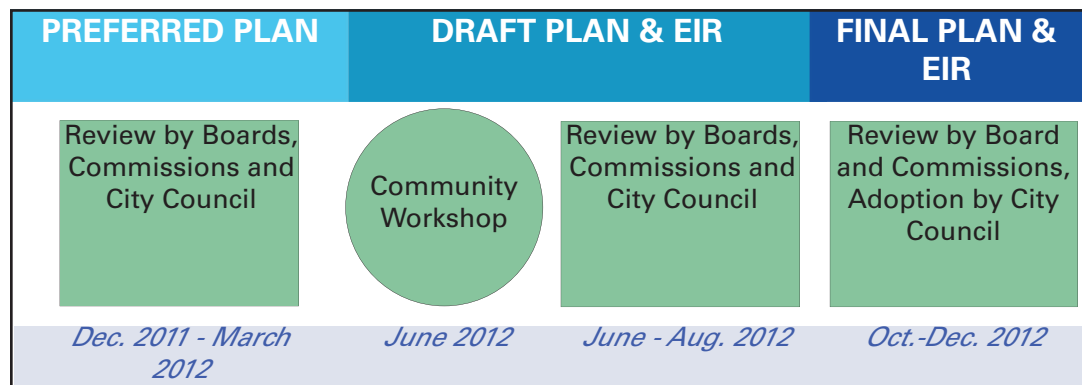 PREFERRED PLAN
DRAFT PLAN & EIR
FINAL PLAN &
EIR
Review by Boards,
Commissions and
City Council
Community
Workshop
Review by Boards,
Commissions and
City Council
Review by Board
and Commissions,
Adoption by City
Council
Dec. 2011 - March
2012
June 2012
June - Aug. 2012
Oct.-Dec. 2012